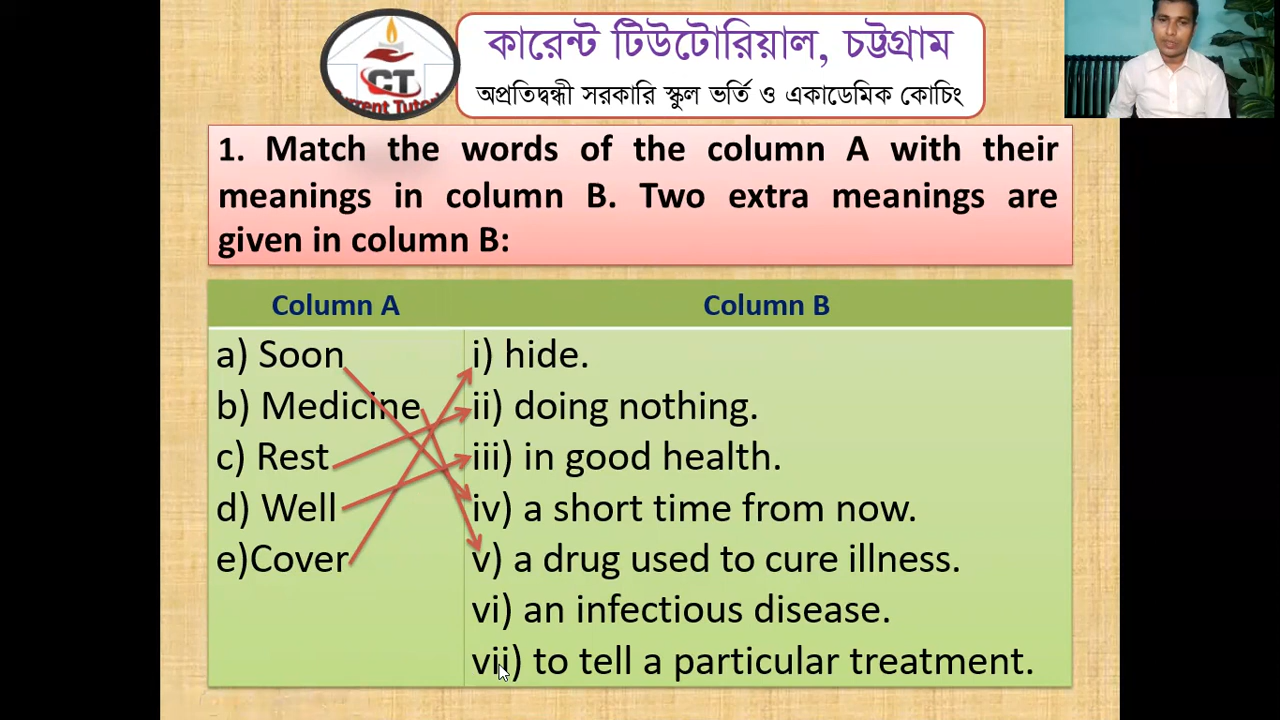 কারেন্ট টিউটোরিয়াল, চট্টগ্রাম
অপ্রতিদ্বন্দী সরকারি স্কুল ভর্তি ও একাডেমিক কোচিং
CT
Current Tutor
1. Match the words of the column A with their
meanings in column B. Two extra meanings are
given in column B:
Column A Column B
a) Soon i) hide.
b) Medicine ii) doing nothing.
c) Rest iii) in good health.
d) Well iv) a short time from now.
e)Cover v) a drug used to cure illness.
vi) an infectious disease.
vii) to tell a particular treatment.